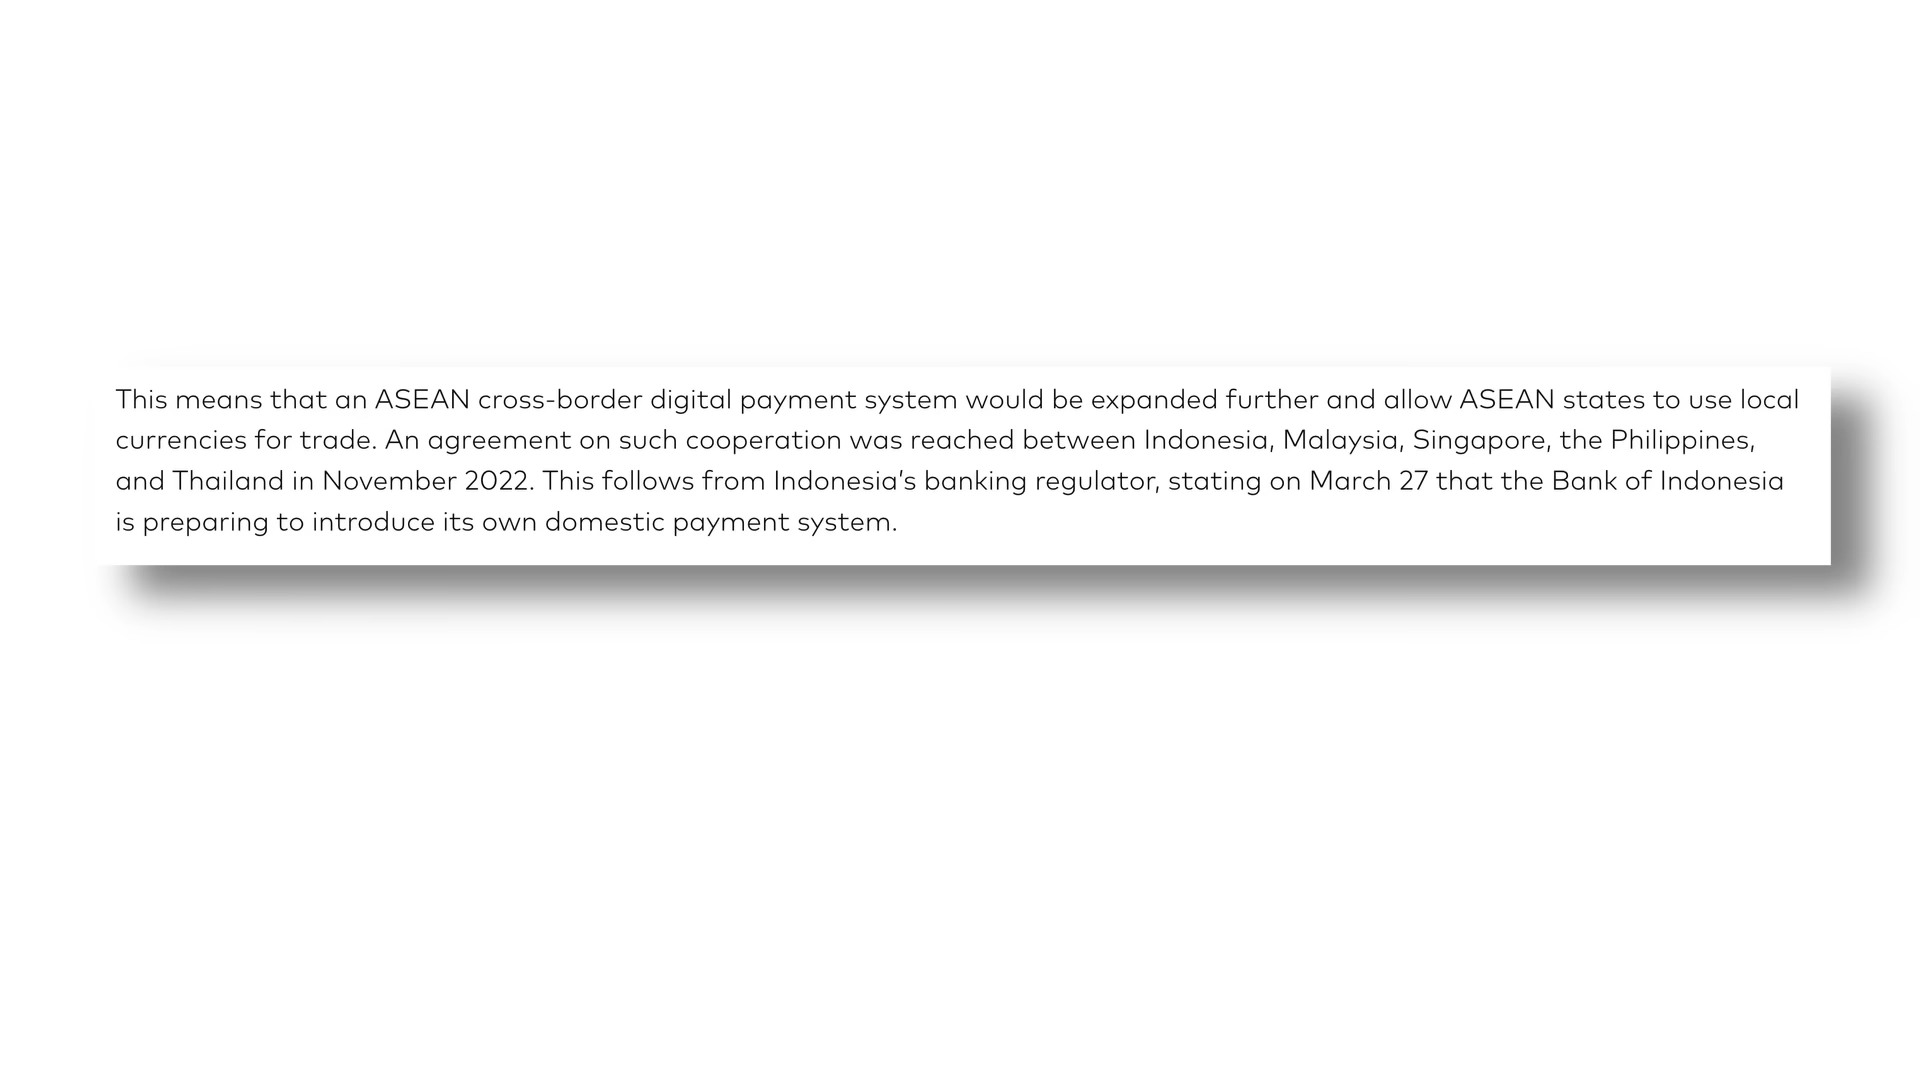 This means that an ASEAN cross-border digital payment system would be expanded further and allow ASEAN states to use local
currencies for trade. An agreement on such cooperation was reached between Indonesia, Malaysia, Singapore, the Philippines,
and Thailand in November 2022. This follows from Indonesia’s banking regulator, stating on March 27 that the Bank of Indonesia
is preparing to introduce its own domestic payment system.